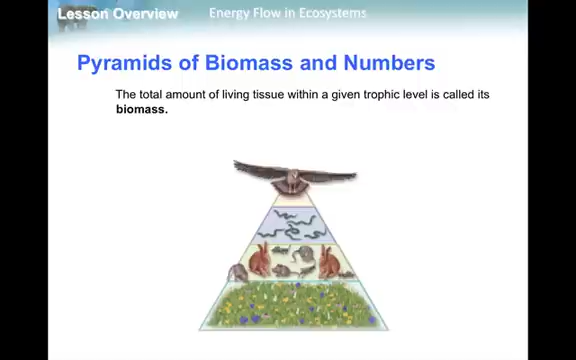 Lesson Overview
Energy Flow in Ecosystems
Pyramids of Biomass and Numbers
The total amount of living tissue within a given trophic level is called its
biomass.